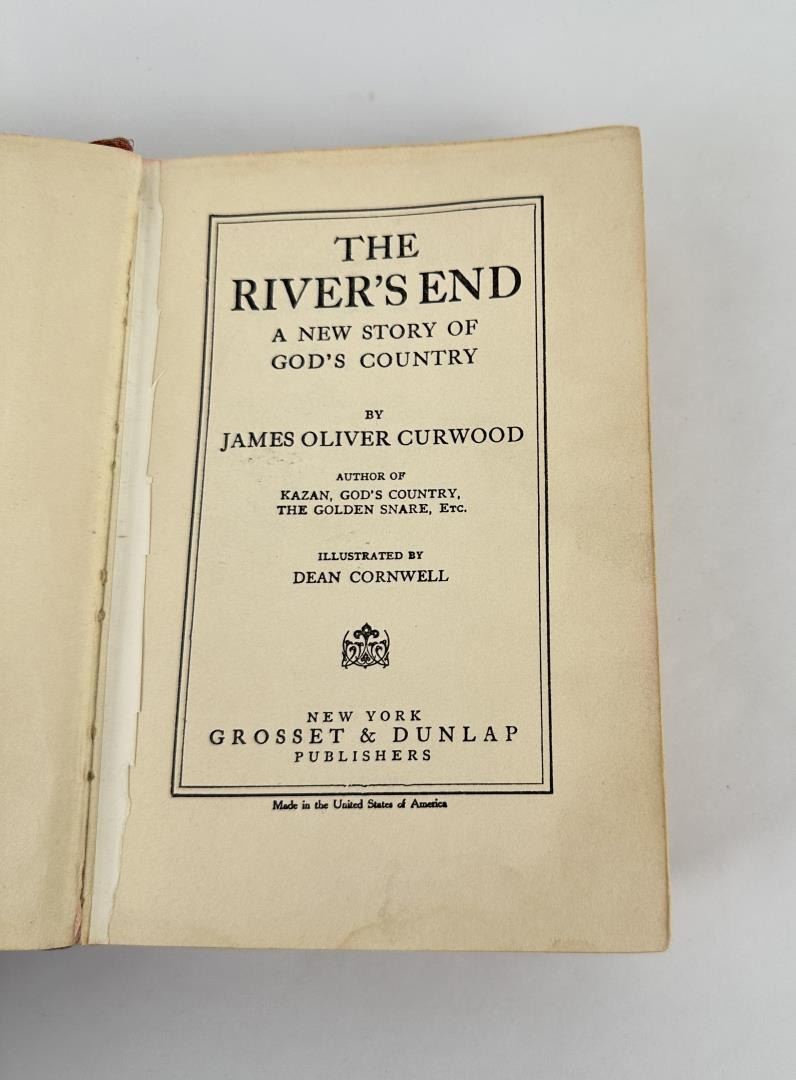 THE
RIVER'S END
A NEW STORY OF
GOD'S COUNTRY
BY
JAMES OLIVER CURWOOD
AUTHOR OF
KAZAN, GOD'S COUNTRY,
THE GOLDEN SNARE, ETC.
ILLUSTRATED BY
DEAN CORNWELL
NEW YORK
GROSSET & DUNLAP
PUBLISHERS
Made in the United States of America